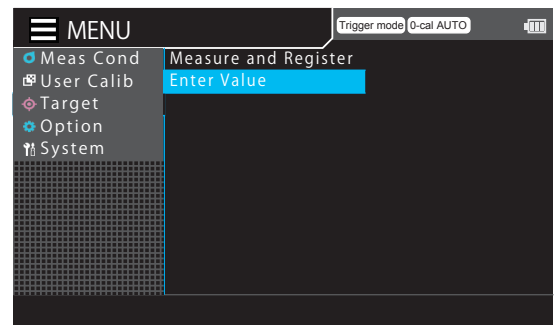 MENU
Trigger mode 0-cal AUTO
Meas Cond
User Calib
Target
Option
System
Measure and Register
Enter Value